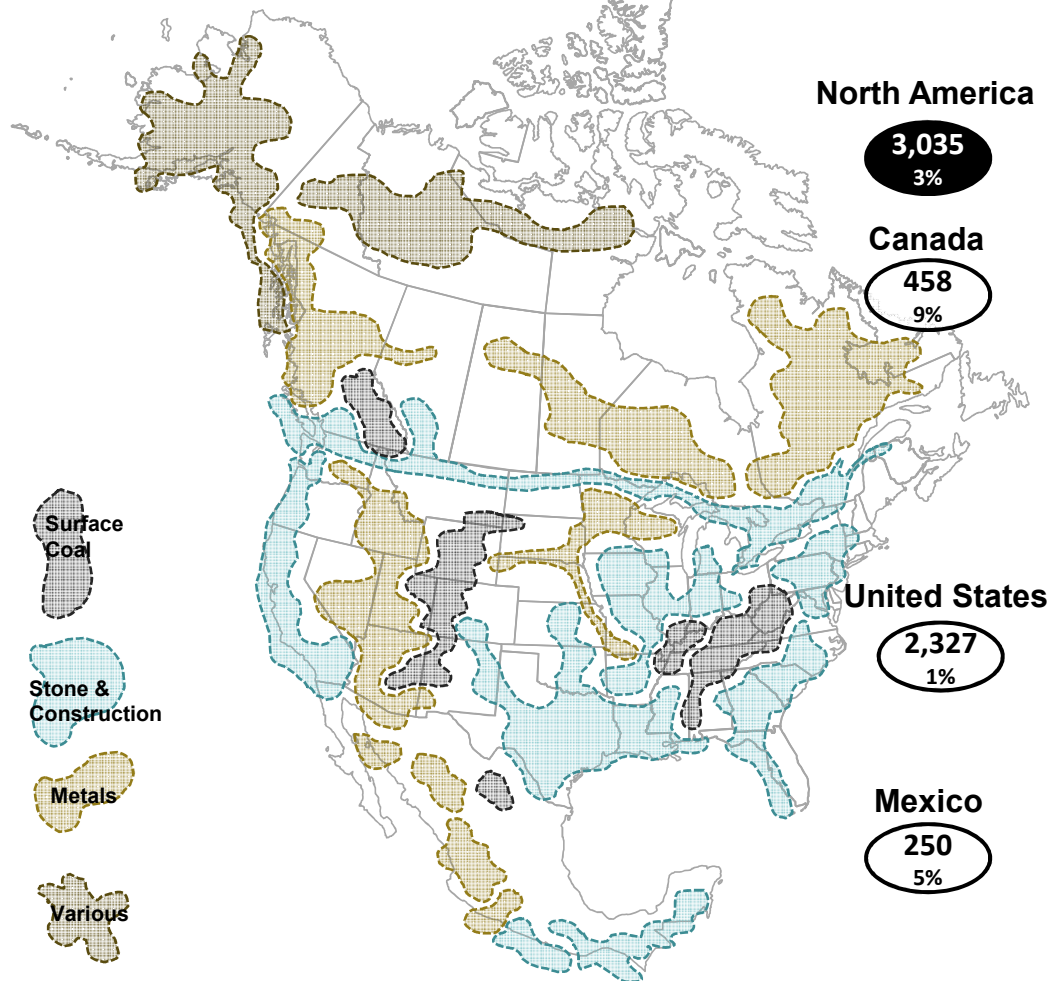 North America
3,035
3%
Canada
458
9%
Surface
Coal
United States
2,327
1%
Stone &
Construction
Metals
Mexico
250
5%
Various